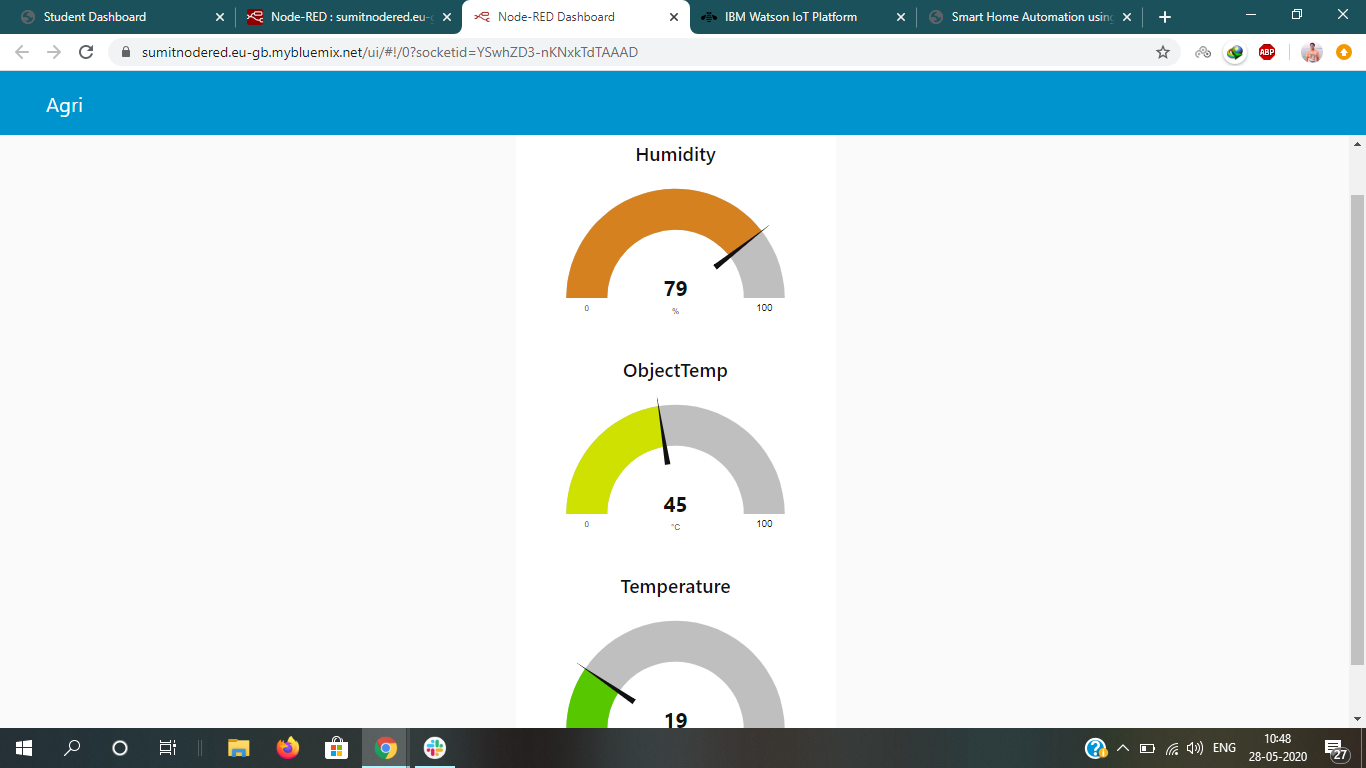 Student Dashboard
Node-RED : sumitnodered.eu-g
Node-RED Dashboard
IBM Watson IoT Platform
Smart Home Automation using
sumitnodered.eu-gb.mybluemix.net/ui/#!/0?socketid=YSwhZD3-nKNxkTdTAAAD
ABP
Agri
Humidity
79
0
%
100
ObjectTemp
45
0
°C
100
Temperature
19
ENG
10:48
28-05-2020
27